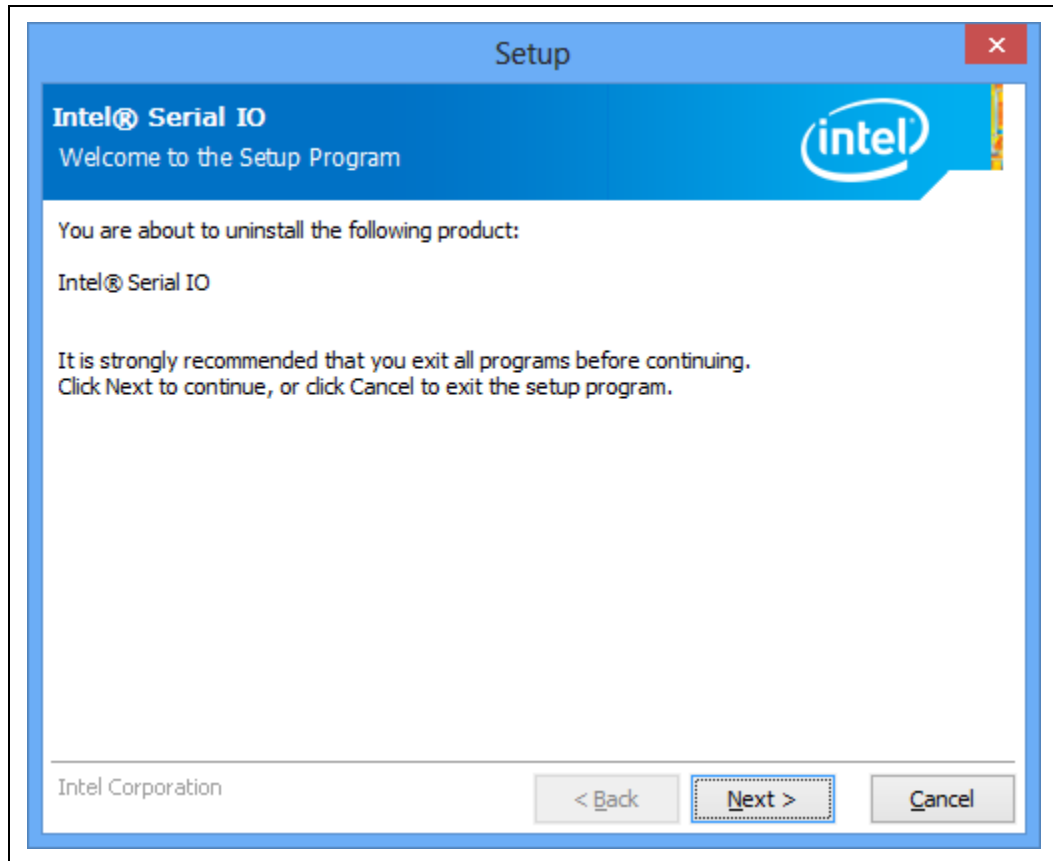 Setup
Intel® Serial IO
Welcome to the Setup Program
intel
You are about to uninstall the following product:
Intel® Serial IO
It is strongly recommended that you exit all programs before continuing.
Click Next to continue, or click Cancel to exit the setup program.
Intel Corporation
< Back
Next >
Cancel